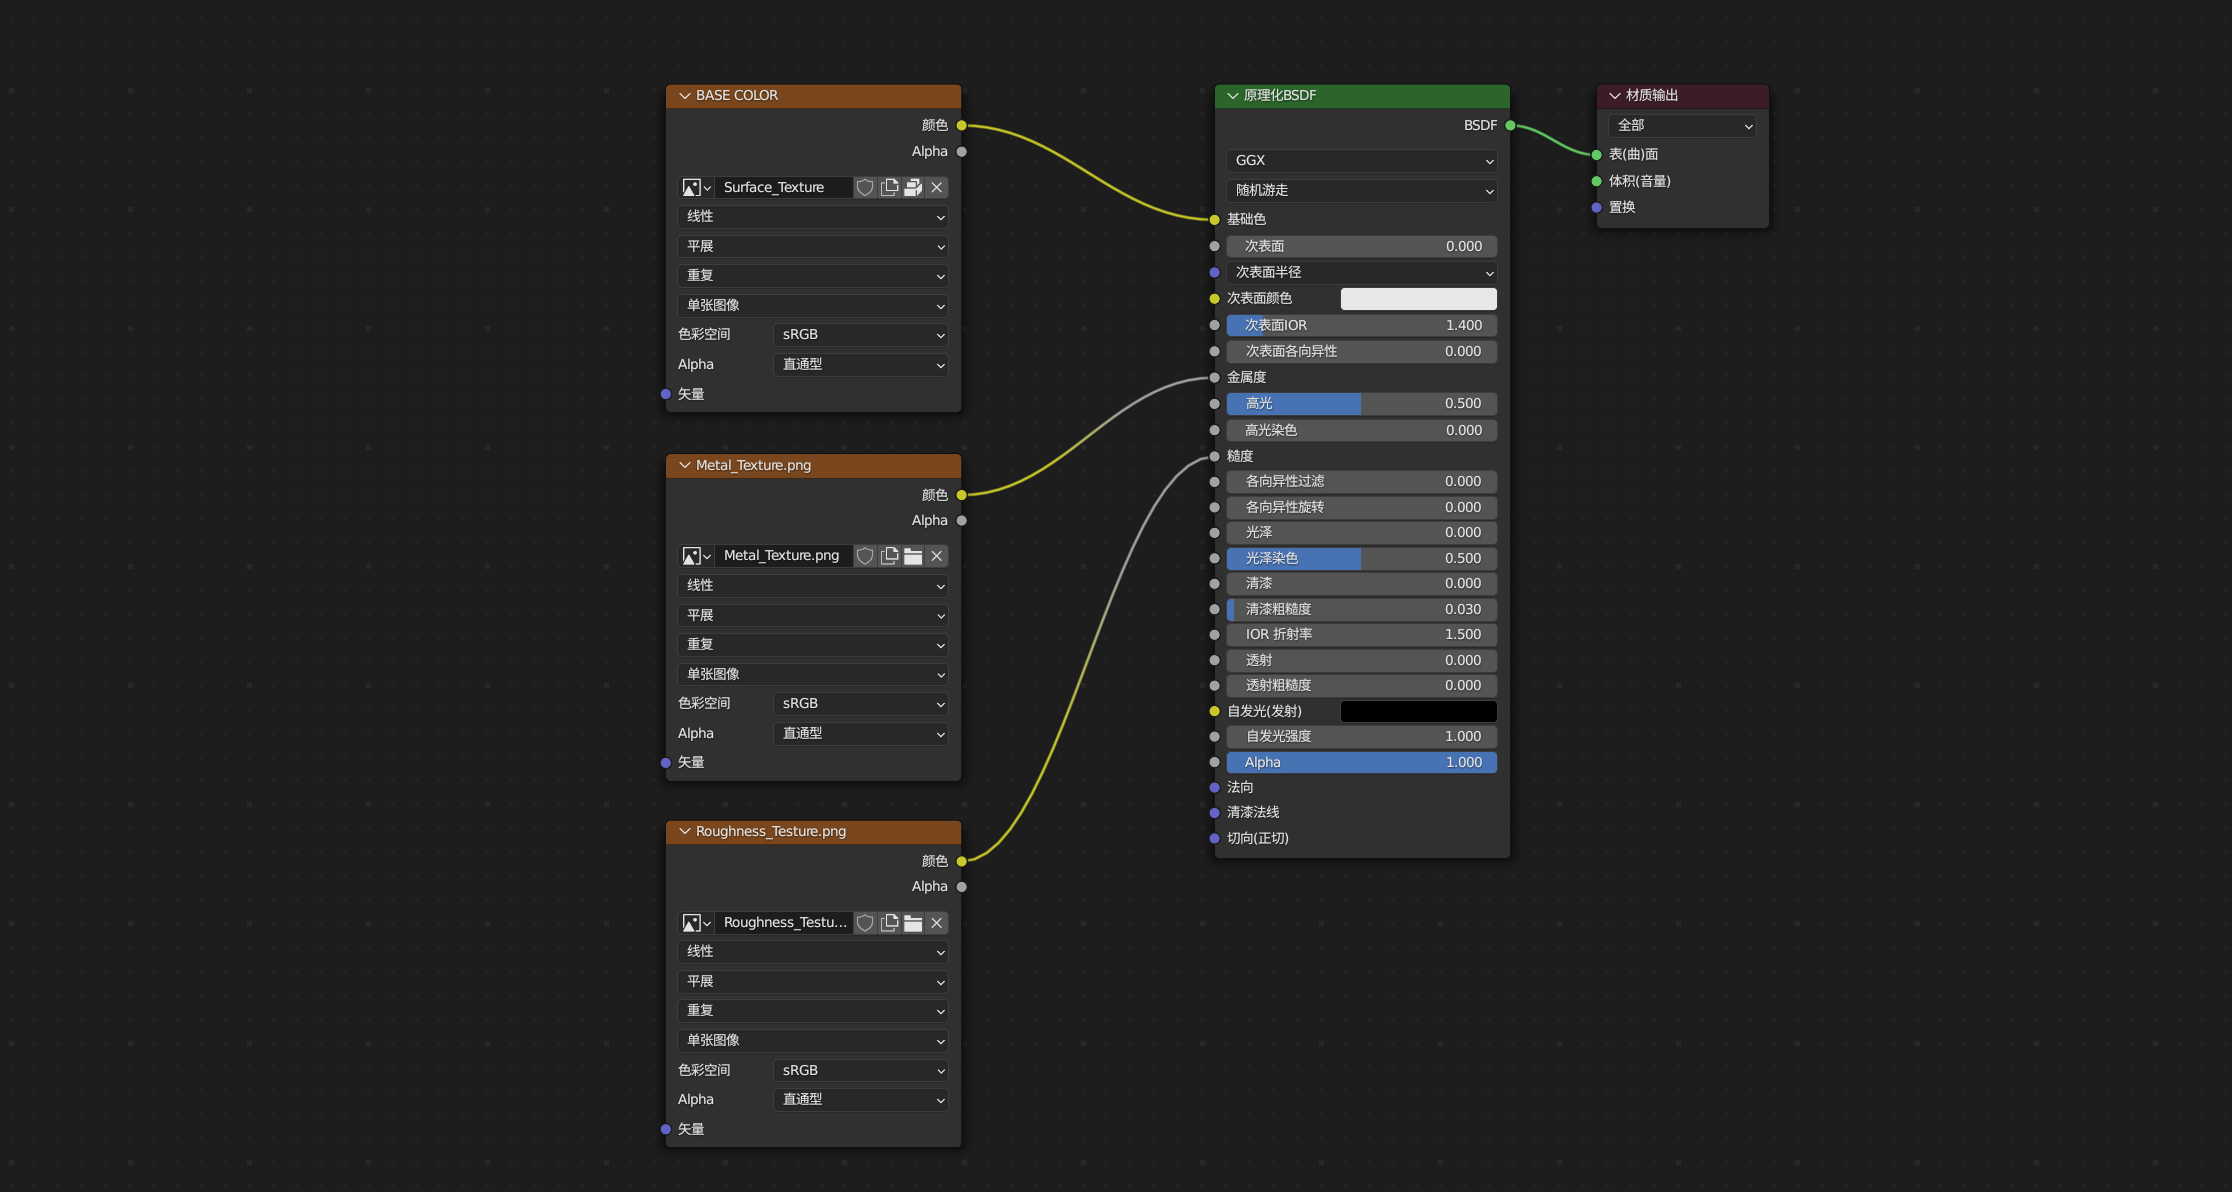 BASE COLOR
颜色
Alpha
Surface_Texture
线性
平展
重复
单张图像
色彩空间 sRGB
Alpha 直通型
矢量
Metal_Texture.png
颜色
Alpha
Metal_Texture.png
线性
平展
重复
单张图像
色彩空间 sRGB
Alpha 直通型
矢量
Roughness_Testure.png
颜色
Alpha
Roughness_Testu...
线性
平展
重复
单张图像
色彩空间 sRGB
Alpha 直通型
矢量
原理化BSDF
BSDF
GGX
随机游走
基础色
次表面 0.000
次表面半径
次表面颜色
次表面IOR 1.400
次表面各向异性 0.000
金属度
高光 0.500
高光染色 0.000
糙度
各向异性过滤 0.000
各向异性旋转 0.000
光泽 0.000
光泽染色 0.500
清漆 0.000
清漆粗糙度 0.030
IOR 折射率 1.500
透射 0.000
透射粗糙度 0.000
自发光(发射)
自发光强度 1.000
Alpha 1.000
法向
清漆法线
切向(正切)
材质输出
全部
表(曲)面
体积(音量)
置换